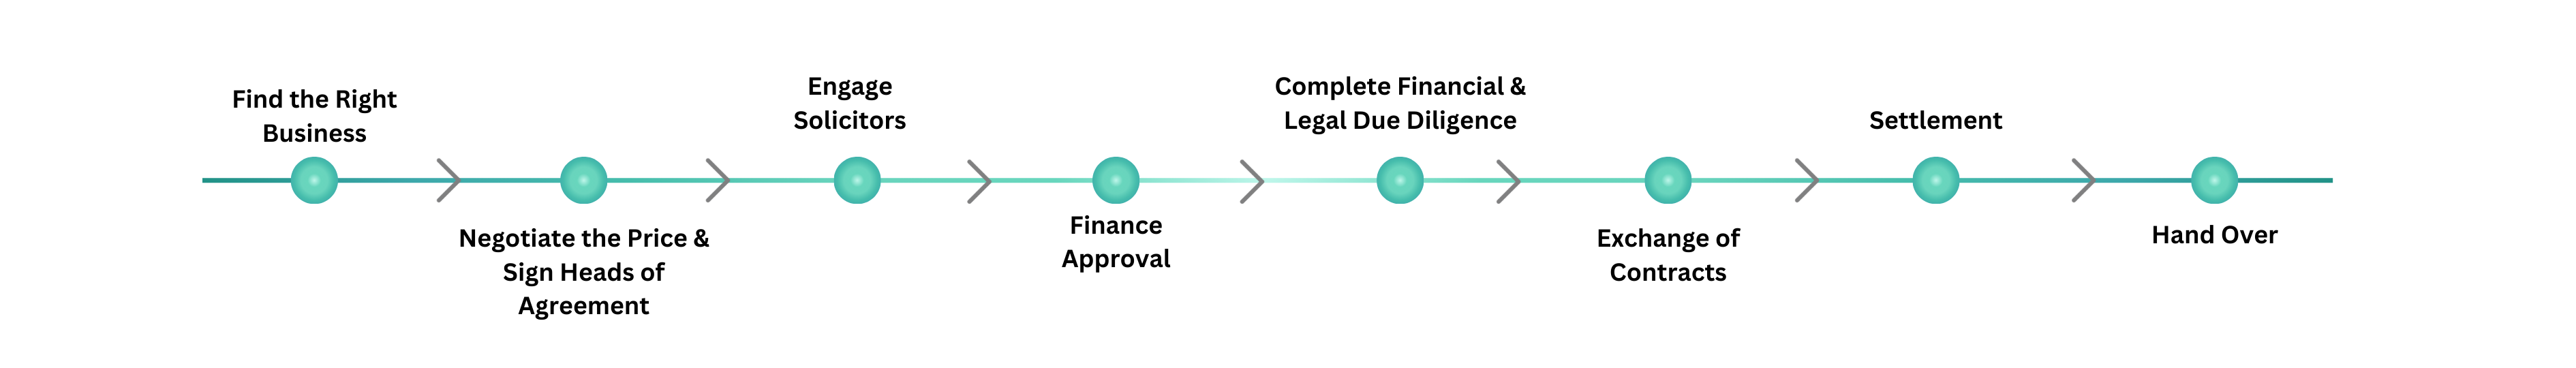 Find the Right
Business
Negotiate the Price &
Sign Heads of
Agreement
Engage
Solicitors
Finance
Approval
Complete Financial &
Legal Due Diligence
Exchange of
Contracts
Settlement
Hand Over